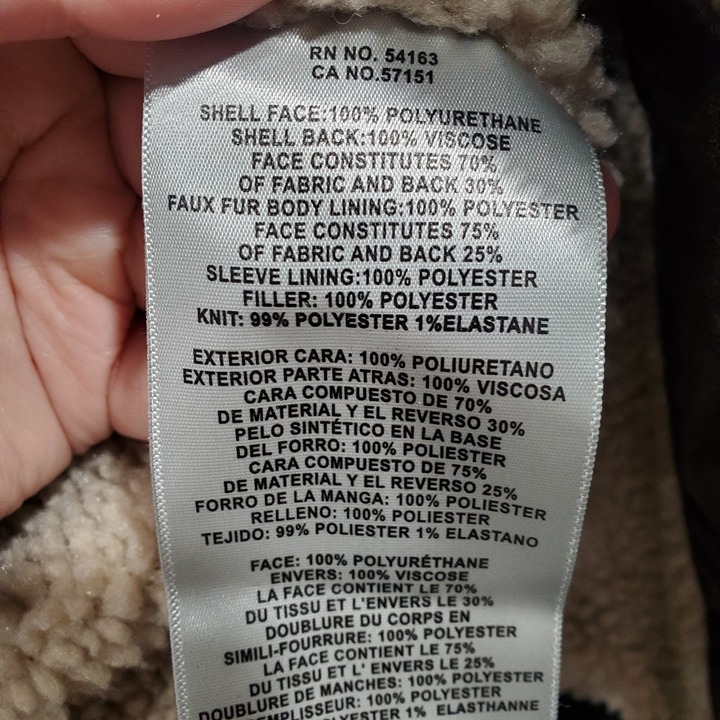 RN NO. 54163
CA NO.57151
SHELL FACE:100% POLYURETHANE
SHELL BACK:100% VISCOSE
FACE CONSTITUTES 70%
OF FABRIC AND BACK 30%
FAUX FUR BODY LINING:100% POLYESTER
FACE CONSTITUTES 75%
OF FABRIC AND BACK 25%
SLEEVE LINING:100% POLYESTER
FILLER: 100% POLYESTER
KNIT: 99% POLYESTER 1%ELASTANE
EXTERIOR CARA: 100% POLIURETANO
EXTERIOR PARTE ATRAS: 100% VISCOSA
CARA COMPUESTO DE 70%
DE MATERIAL Y EL REVERSO 30%
PELO SINTÉTICO EN LA BASE
DEL FORRO: 100% POLIESTER
CARA COMPUESTO DE 75%
DE MATERIAL Y EL REVERSO 25%
FORRO DE LA MANGA: 100% POLIESTER
RELLENO: 100% POLIESTER
TEJIDO: 99% POLIESTER 1% ELASTANO
FACE: 100% POLYURÉTHANE
ENVERS: 100% VISCOSE
LA FACE CONTIENT LE 70%
DU TISSU ET L'ENVERS LE 30%
DOUBLURE DU CORPS EN
SIMILI-FOURRURE: 100% POLYESTER
LA FACE CONTIENT LE 75%
DU TISSU ET L' ENVERS LE 25%
DOUBLURE DE MANCHES: 100% POLYESTER
REMPLISSEUR: 100% POLYESTER
1% ELASTHANNE